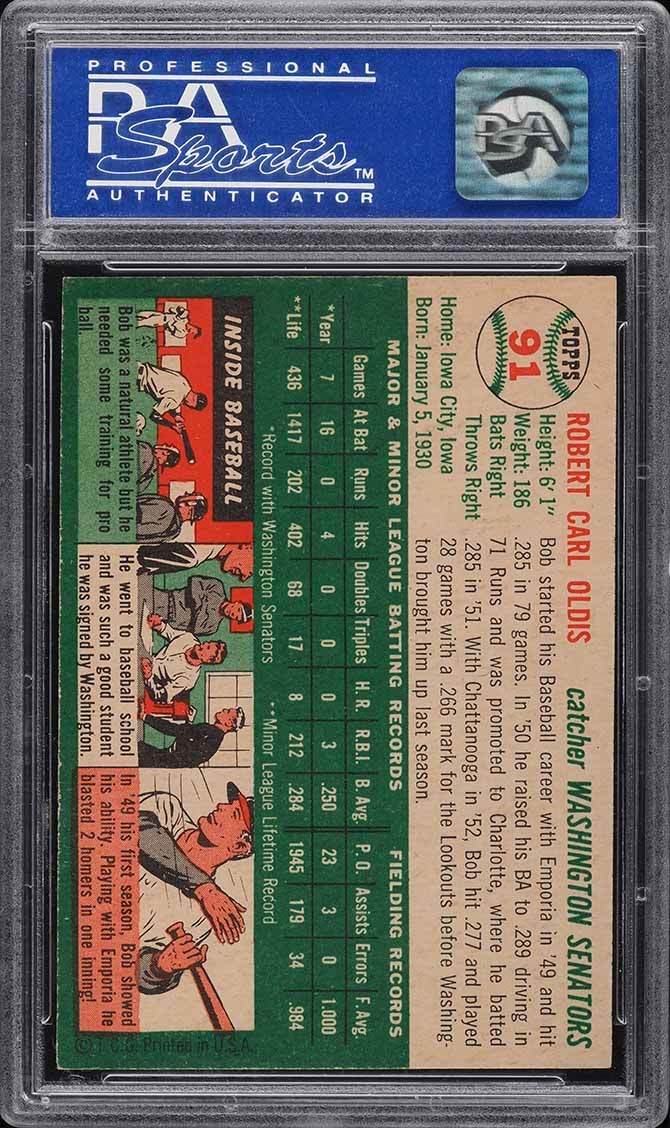 PROFESSIONAL
PSA
Sports™
AUTHENTICATOR
PSA
TOPPS
91
ROBERT CARL OLDIS catcher WASHINGTON SENATORS
Height: 6'1"
Weight: 186
Bats Right
Throws Right
Home: Iowa City, Iowa
Born: January 5, 1930
Bob started his Baseball career with Emporia in '49 and hit
.285 in 79 games. In '50 he raised his BA to .289 driving in
71 Runs and was promoted to Charlotte, where he batted
.285 in '51. With Chattanooga in '52, Bob hit .277 and played
28 games with a .266 mark for the Lookouts before Washing-
ton brought him up last season.
MAJOR & MINOR LEAGUE BATTING RECORDS FIELDING RECORDS
Games At Bat Runs Hits Doubles Triples H. R. R.B.I. B. Avg. P. O. Assists Errors F. Avg.
*Year 7 16 0 4 0 0 0 3 .250 23 3 0 1.000
**Life 436 1417 202 402 68 17 8 212 .284 1945 179 34 .984
*Record with Washington Senators **Minor League Lifetime Record
INSIDE BASEBALL
Bob was a natural athlete but he
needed some training for pro
ball.
He went to baseball school
and was such a good student
he was signed by Washington.
In '49 his first season, Bob showed
his ability. Playing with Emporia he
blasted 2 homers in one inning!
© T.C.G. Printed in U.S.A.